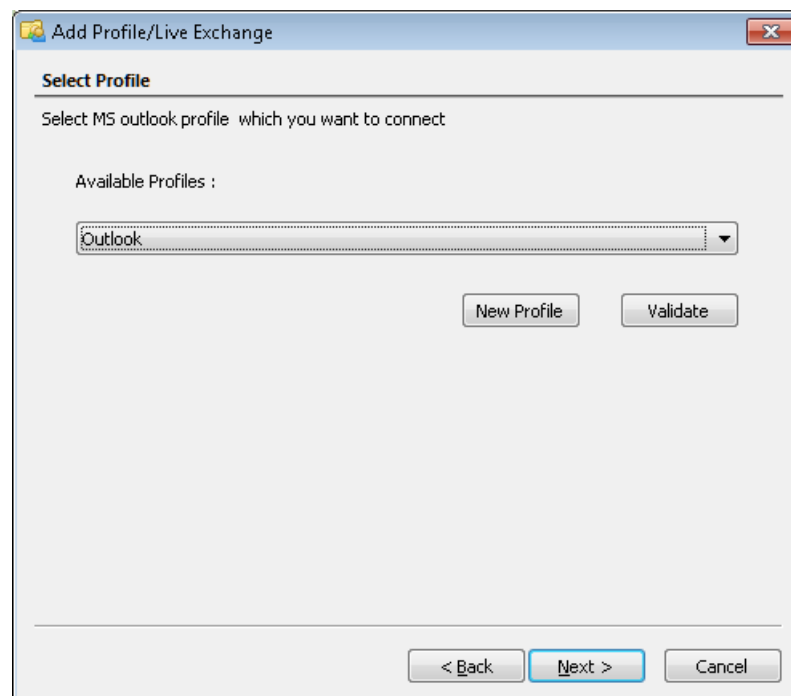 Add Profile/Live Exchange
Select Profile
Select MS outlook profile which you want to connect
Available Profiles :
Outlook
New Profile Validate
< Back Next > Cancel